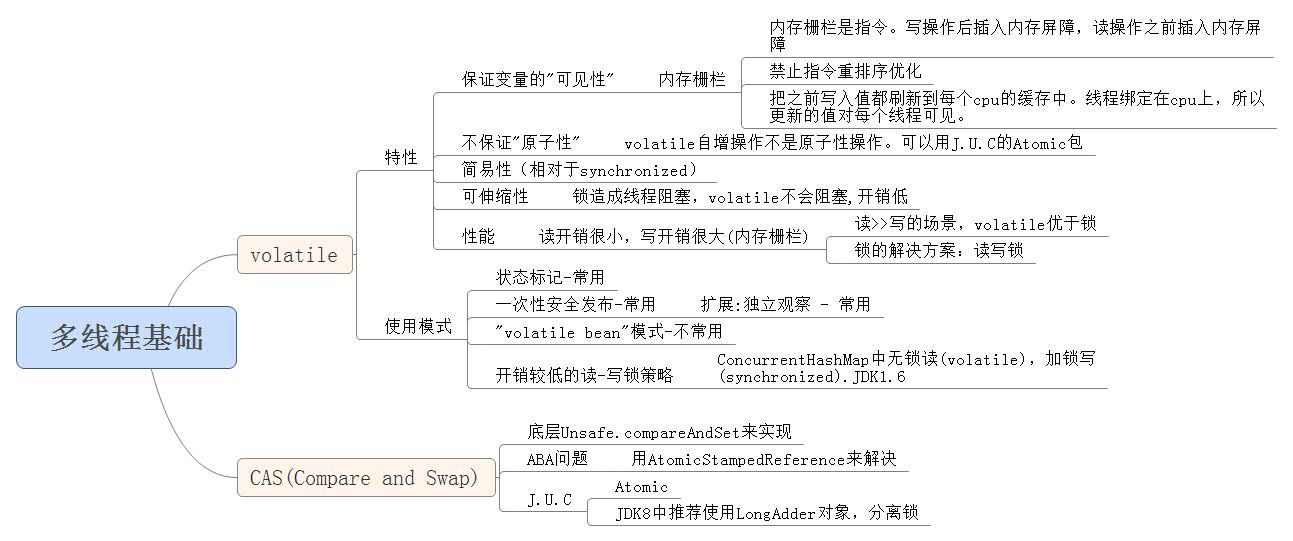 多线程基础
volatile
特性
保证变量的"可见性"
内存栅栏
内存栅栏是指令。写操作后插入内存屏障，读操作之前插入内存屏
障
禁止指令重排序优化
把之前写入值都刷新到每个cpu的缓存中。线程绑定在cpu上，所以
更新的值对每个线程可见。
不保证"原子性"
volatile自增操作不是原子性操作。可以用J.U.C的Atomic包
简易性（相对于synchronized）
可伸缩性
锁造成线程阻塞，volatile不会阻塞,开销低
性能
读开销很小，写开销很大(内存栅栏)
读>>写的场景，volatile优于锁
锁的解决方案：读写锁
使用模式
状态标记-常用
一次性安全发布-常用
扩展:独立观察 - 常用
"volatile bean"模式-不常用
开销较低的读-写锁策略
ConcurrentHashMap中无锁读(volatile)，加锁写
(synchronized).JDK1.6
CAS(Compare and Swap)
底层Unsafe.compareAndSet来实现
ABA问题
用AtomicStampedReference来解决
J.U.C
Atomic
JDK8中推荐使用LongAdder对象，分离锁